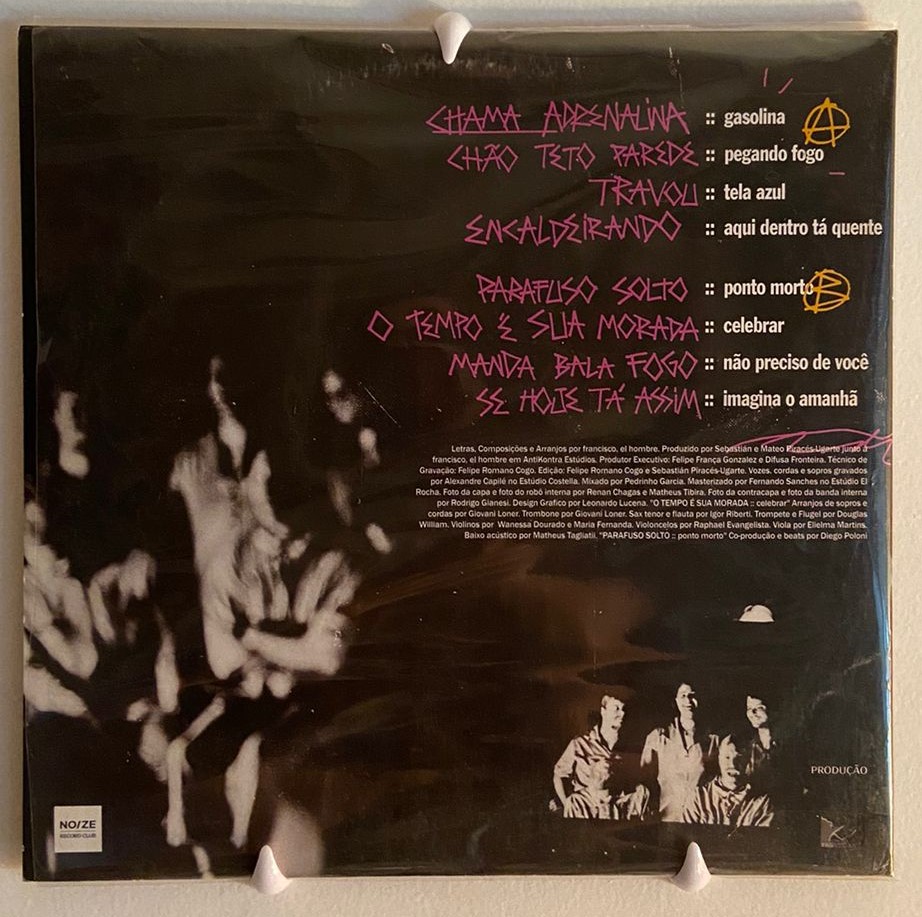 CHAMA ADRENALINA :: gasolina A
CHÃO TETO PAREDE :: pegando fogo
TRAVOU :: tela azul
ENCALDEIRANDO :: aqui dentro tá quente
PARAFUSO SOLTO :: ponto morto B
O TEMPO É SUA MORADA :: celebrar
MANDA BALA FOGO :: não preciso de você
SE HOJE TÁ ASSIM :: imagina o amanhã
Letras, Composições e Arranjos por francisco, el hombre. Produzido por Sebastián e Mateo Piracés-Ugarte junto à
francisco, el hombre em AntiKontra Estúdios. Produtor Executivo: Felipe França Gonzalez e Difusa Fronteira. Técnico de
Gravação: Felipe Romano Cogo. Edição: Felipe Romano Cogo e Sebastián Piracés-Ugarte. Vozes, cordas e sopros gravados
por Alexandre Capilé no Estúdio Costella. Mixado por Pedrinho Garcia. Masterizado por Fernando Sanches no Estúdio El
Rocha. Foto da capa e foto do robô interna por Renan Chagas e Matheus Tibira. Foto da contracapa e foto da banda interna
por Rodrigo Gianesi. Design Grafico por Leonardo Lucena. "O TEMPO É SUA MORADA :: celebrar" Arranjos de sopros e
cordas por Giovani Loner. Trombone por Giovani Loner. Sax tenor e flauta por Igor Riberti. Trompete e Flugel por Douglas
William. Violinos por Wanessa Dourado e Maria Fernanda. Violoncelos por Raphael Evangelista. Viola por Elielma Martins.
Baixo acústico por Matheus Tagliati. "PARAFUSO SOLTO :: ponto morto" Co-produção e beats por Diego Poloni
PRODUÇÃO
NOIZE
RECORD CLUB